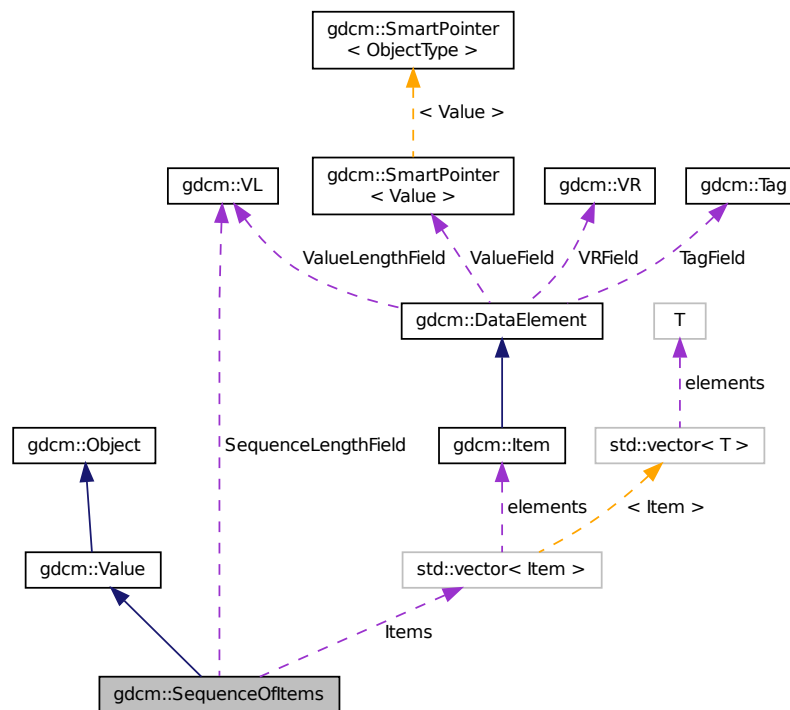 gdcm::SmartPointer
< ObjectType >
< Value >
gdcm::VL
gdcm::SmartPointer
< Value >
gdcm::VR
gdcm::Tag
ValueLengthField
ValueField
VRField
TagField
gdcm::DataElement
T
elements
gdcm::Object
SequenceLengthField
gdcm::Item
std::vector< T >
elements
< Item >
gdcm::Value
std::vector< Item >
Items
gdcm::SequenceOfItems